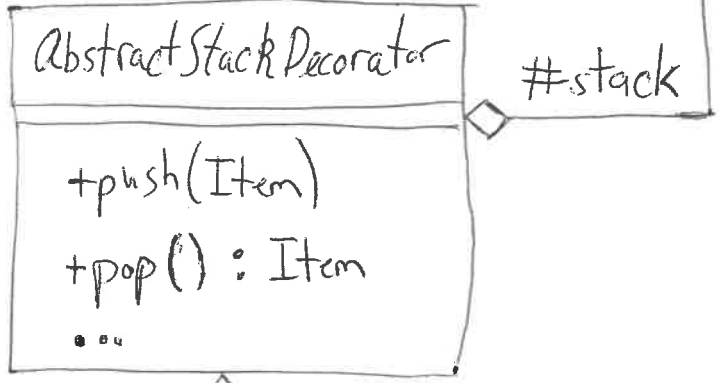 AbstractStackDecorator
#stack
+push(Item)
+pop() : Item
...